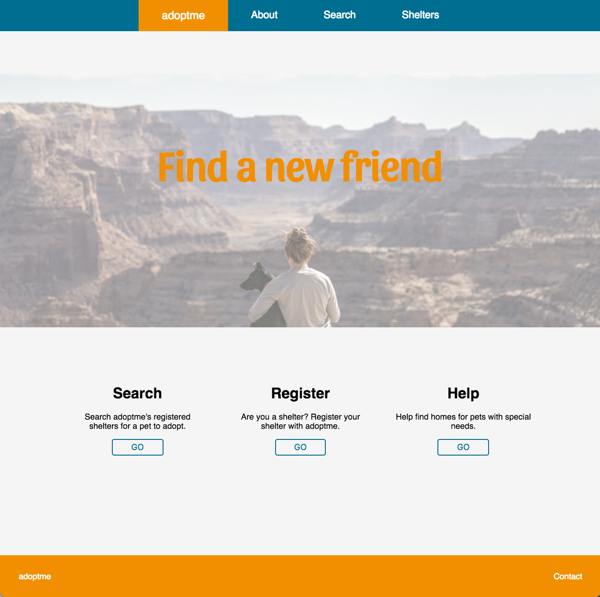 adoptme About Search Shelters
Find a new friend
Search
Search adoptme's registered
shelters for a pet to adopt.
GO
Register
Are you a shelter? Register your
shelter with adoptme.
GO
Help
Help find homes for pets with special
needs.
GO
adoptme Contact